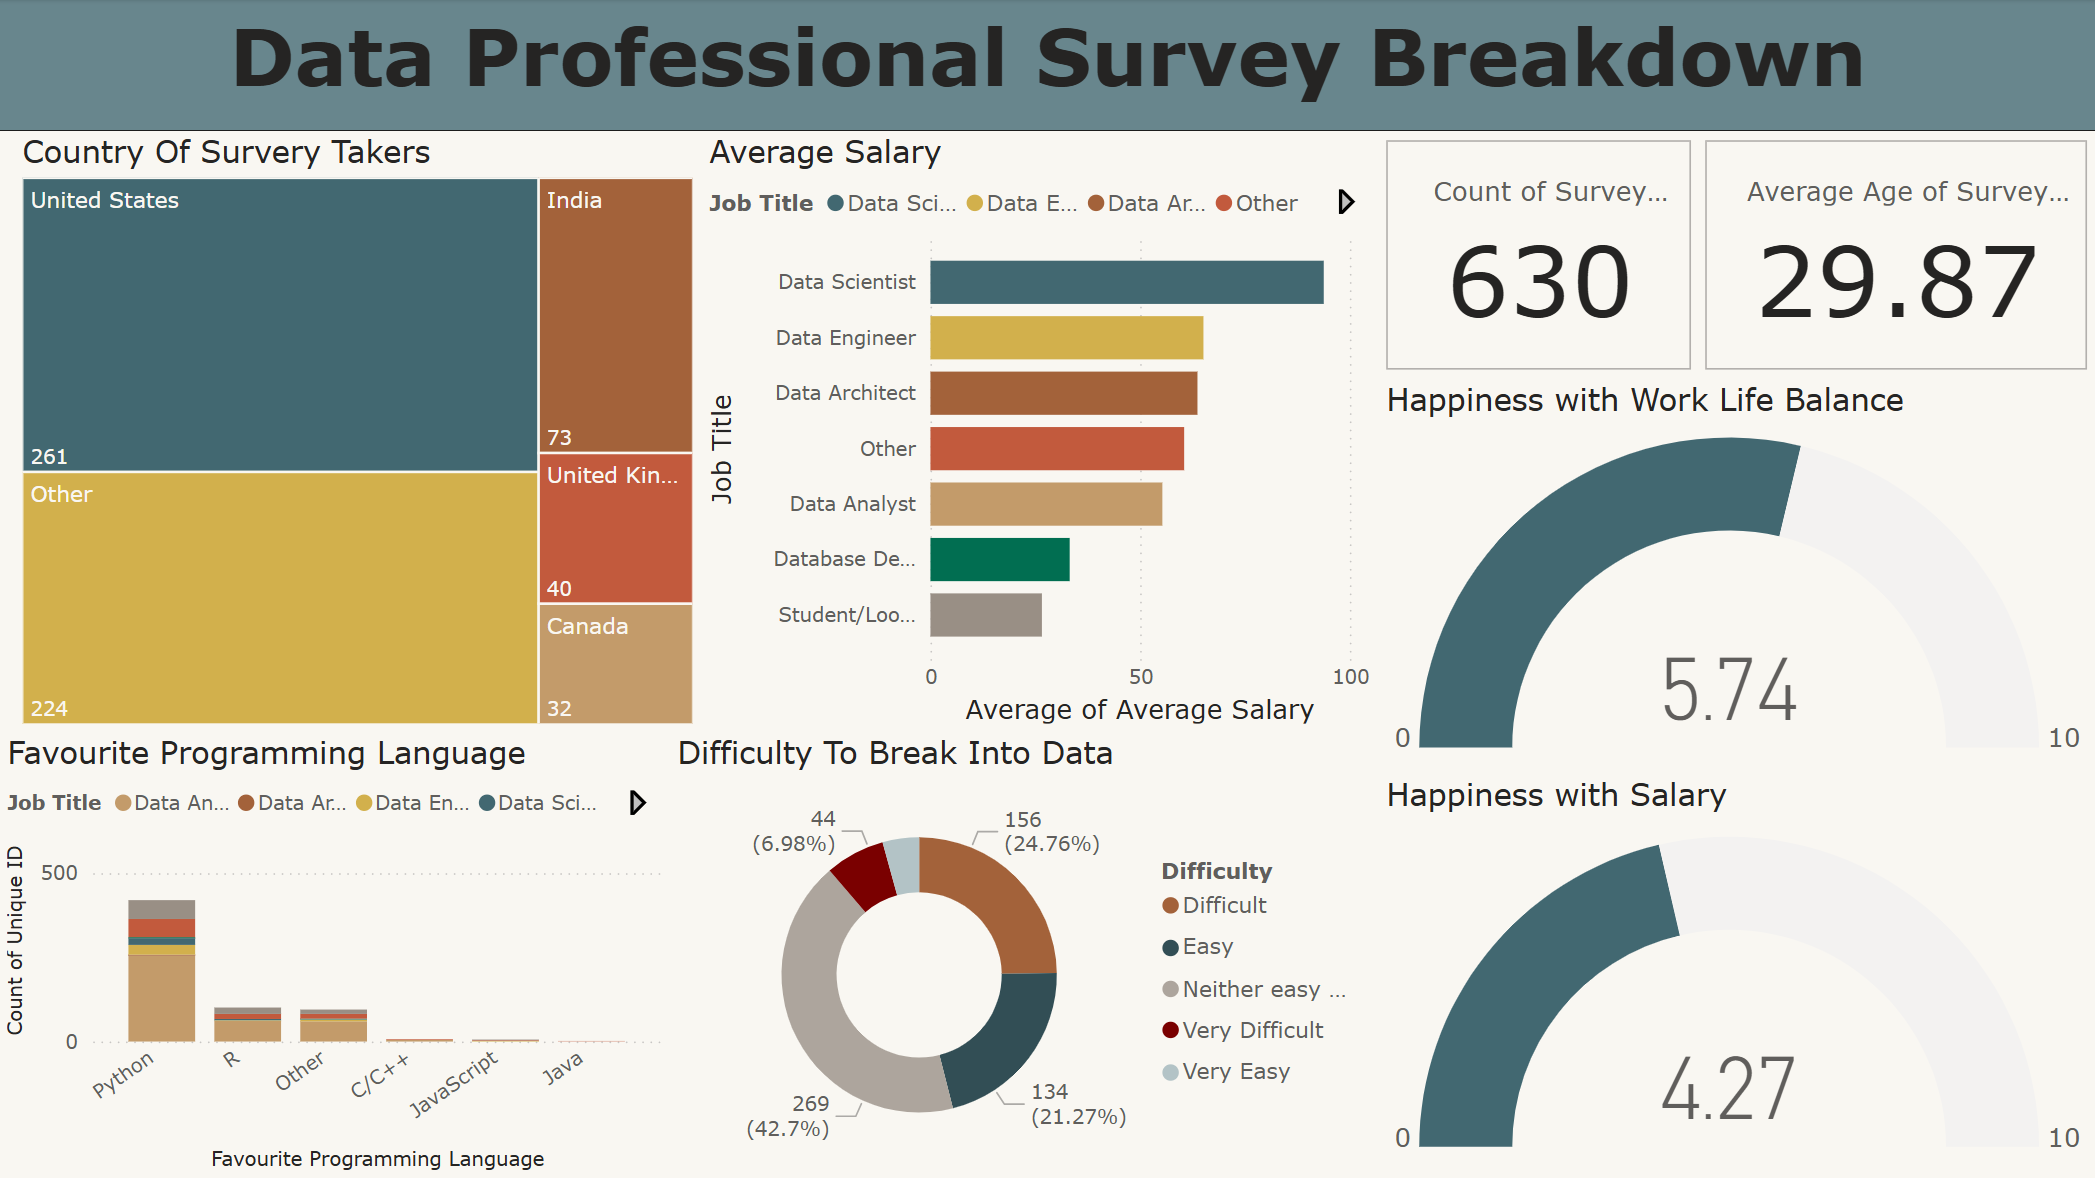 Data Professional Survey Breakdown
Country Of Survery Takers
United States
261
Other
224
India
73
United Kin...
40
Canada
32
Average Salary
Job Title Data Sci... Data E... Data Ar... Other
Job Title
Data Scientist
Data Engineer
Data Architect
Other
Data Analyst
Database De...
Student/Loo...
0 50 100
Average of Average Salary
Count of Survey...
630
Average Age of Survey...
29.87
Happiness with Work Life Balance
5.74
0 10
Favourite Programming Language
Job Title Data An... Data Ar... Data En... Data Sci...
Count of Unique ID
500
0
Python R Other C/C++ JavaScript Java
Favourite Programming Language
Difficulty To Break Into Data
44
(6.98%)
156
(24.76%)
269
(42.7%)
134
(21.27%)
Difficulty
Difficult
Easy
Neither easy ...
Very Difficult
Very Easy
Happiness with Salary
4.27
0 10